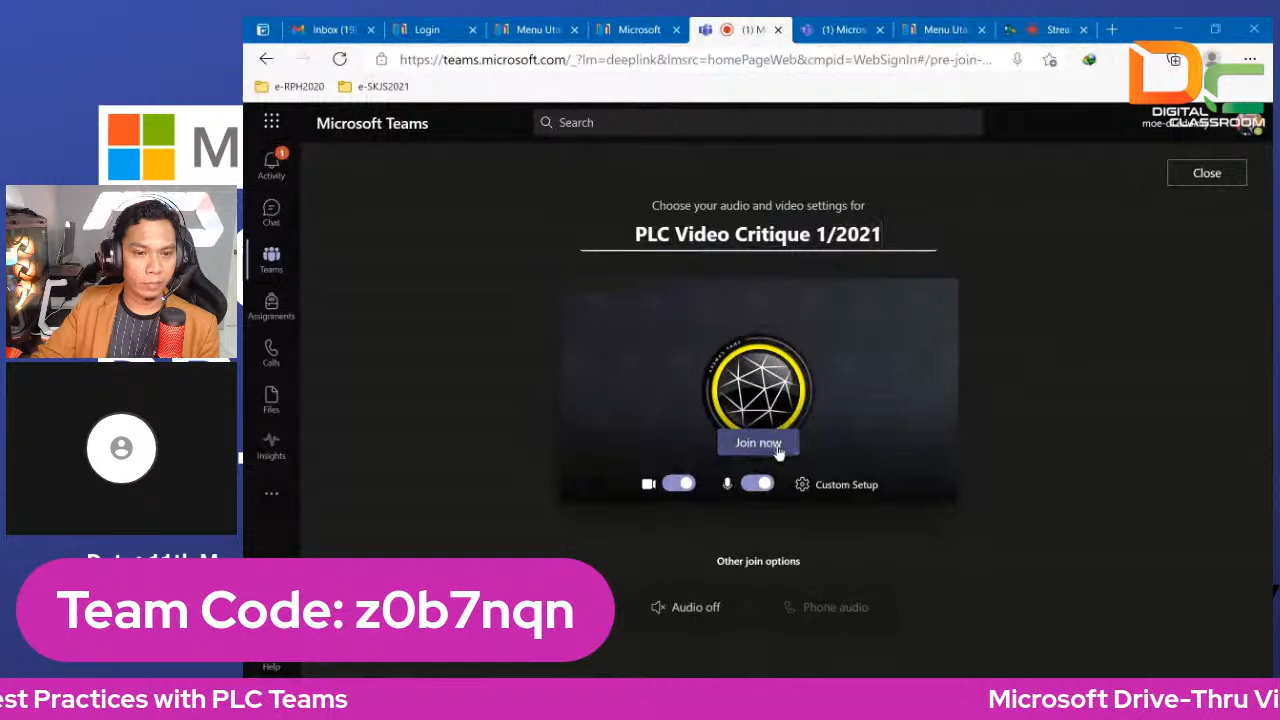 Inbox (19)
Login
Menu Uta
Microsoft
(1) M
(1) Micros
Menu Uta
Strea
https://teams.microsoft.com/_?lm=deeplink&lmsrc=homePageWeb&cmpid=WebSignIn#/pre-join-...
e-RPH2020
e-SKJS2021
DIGITAL
CLASSROOM
Microsoft Teams
Search
M
1
Activity
Chat
Teams
Assignments
Calls
Files
Insights
Help
Close
Choose your audio and video settings for
PLC Video Critique 1/2021
Join now
Custom Setup
Other join options
Audio off
Phone audio
Team Code: z0b7nqn
est Practices with PLC Teams
Microsoft Drive-Thru Vi